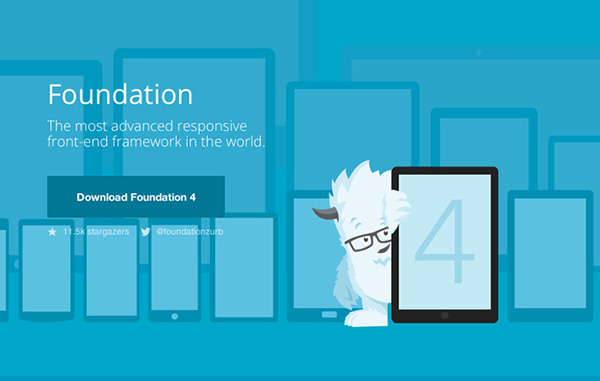 Foundation
The most advanced responsive
front-end framework in the world.
Download Foundation 4
11.5k stargazers @foundationzurb
4